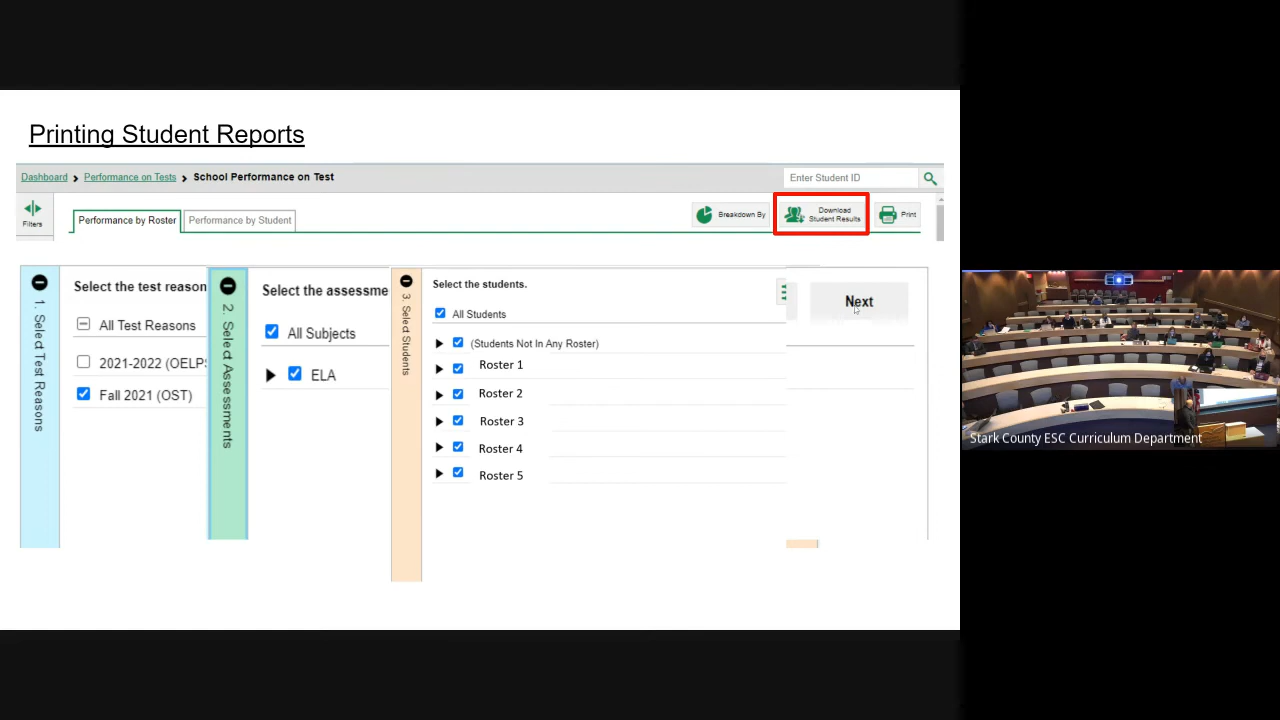 Printing Student Reports
Dashboard > Performance on Tests > School Performance on Test
Enter Student ID
Filters
Performance by Roster
Performance by Student
Breakdown By
Download
Student Results
Print
1. Select Test Reasons
Select the test reason
All Test Reasons
2021-2022 (OELPS
Fall 2021 (OST)
2. Select Assessments
Select the assessme
All Subjects
ELA
3. Select Students
Select the students.
All Students
(Students Not In Any Roster)
Roster 1
Roster 2
Roster 3
Roster 4
Roster 5
Next
Stark County ESC Curriculum Department